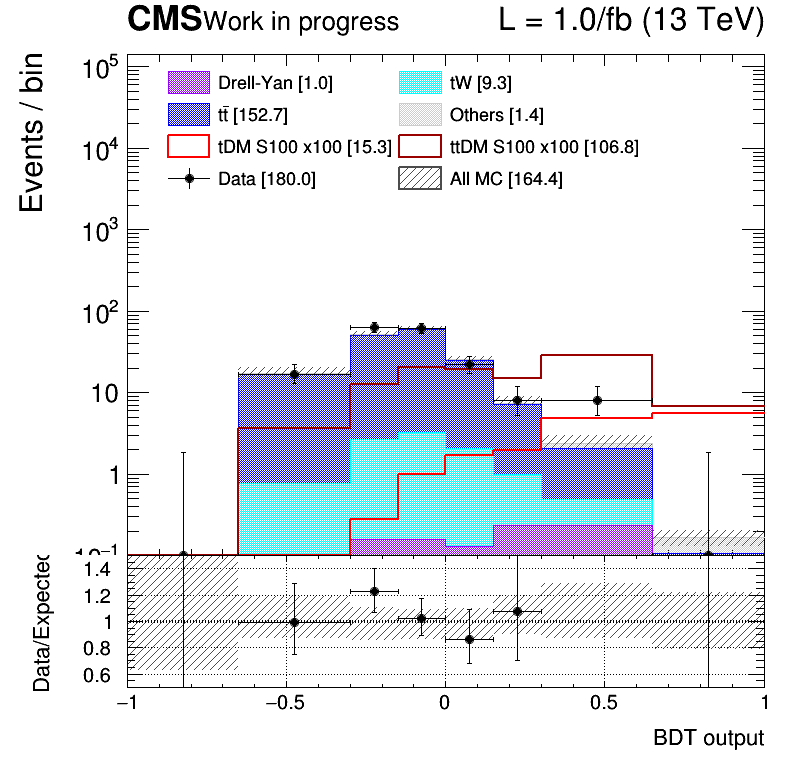 CMS Work in progress L = 1.0/fb (13 TeV)
Events / bin
10⁵
10⁴
10³
10²
10
1
10⁻¹
Drell-Yan [1.0] tW [9.3]
tt̄ [152.7] Others [1.4]
tDM S100 x100 [15.3] ttDM S100 x100 [106.8]
Data [180.0] All MC [164.4]
Data/Expected
1.4
1.2
1
0.8
0.6
−1 −0.5 0 0.5 1
BDT output